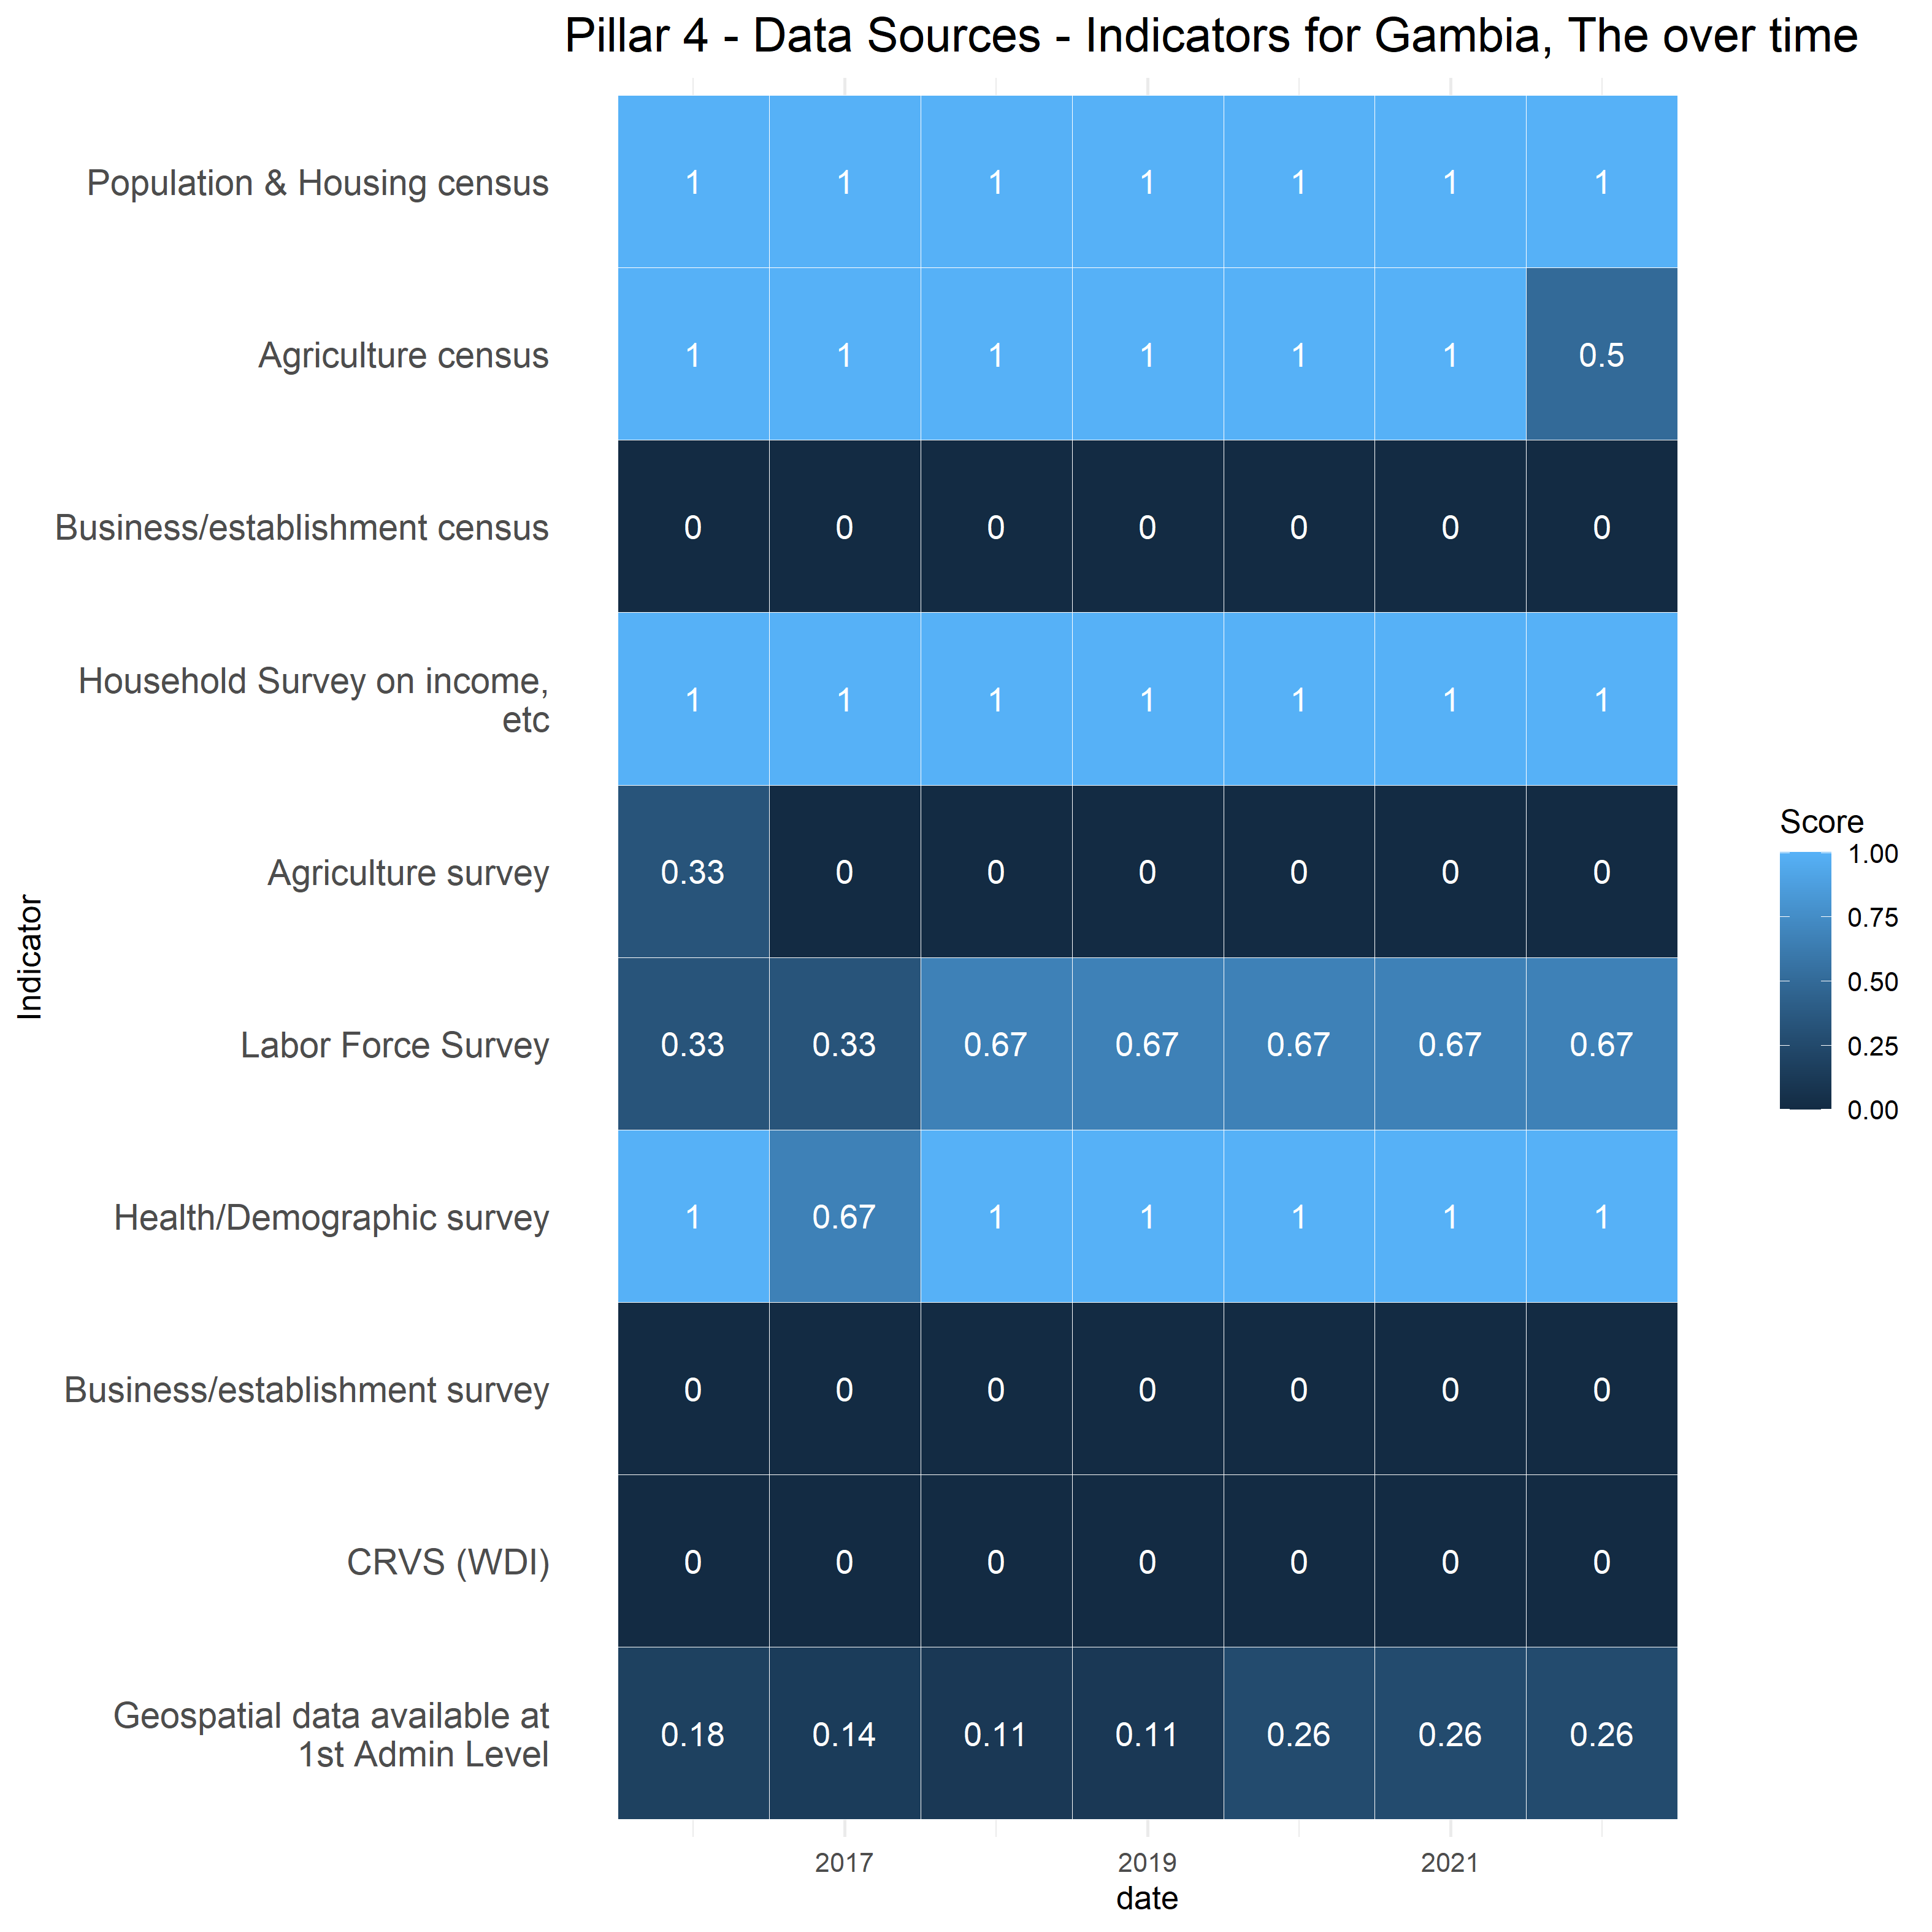 Pillar 4 - Data Sources - Indicators for Gambia, The over time
Indicator
Population & Housing census
1 1 1 1 1 1 1
Agriculture census
1 1 1 1 1 1 0.5
Business/establishment census
0 0 0 0 0 0 0
Household Survey on income,
etc
1 1 1 1 1 1 1
Agriculture survey
0.33 0 0 0 0 0 0
Labor Force Survey
0.33 0.33 0.67 0.67 0.67 0.67 0.67
Health/Demographic survey
1 0.67 1 1 1 1 1
Business/establishment survey
0 0 0 0 0 0 0
CRVS (WDI)
0 0 0 0 0 0 0
Geospatial data available at
1st Admin Level
0.18 0.14 0.11 0.11 0.26 0.26 0.26
2017 2019 2021
date
Score
1.00
0.75
0.50
0.25
0.00